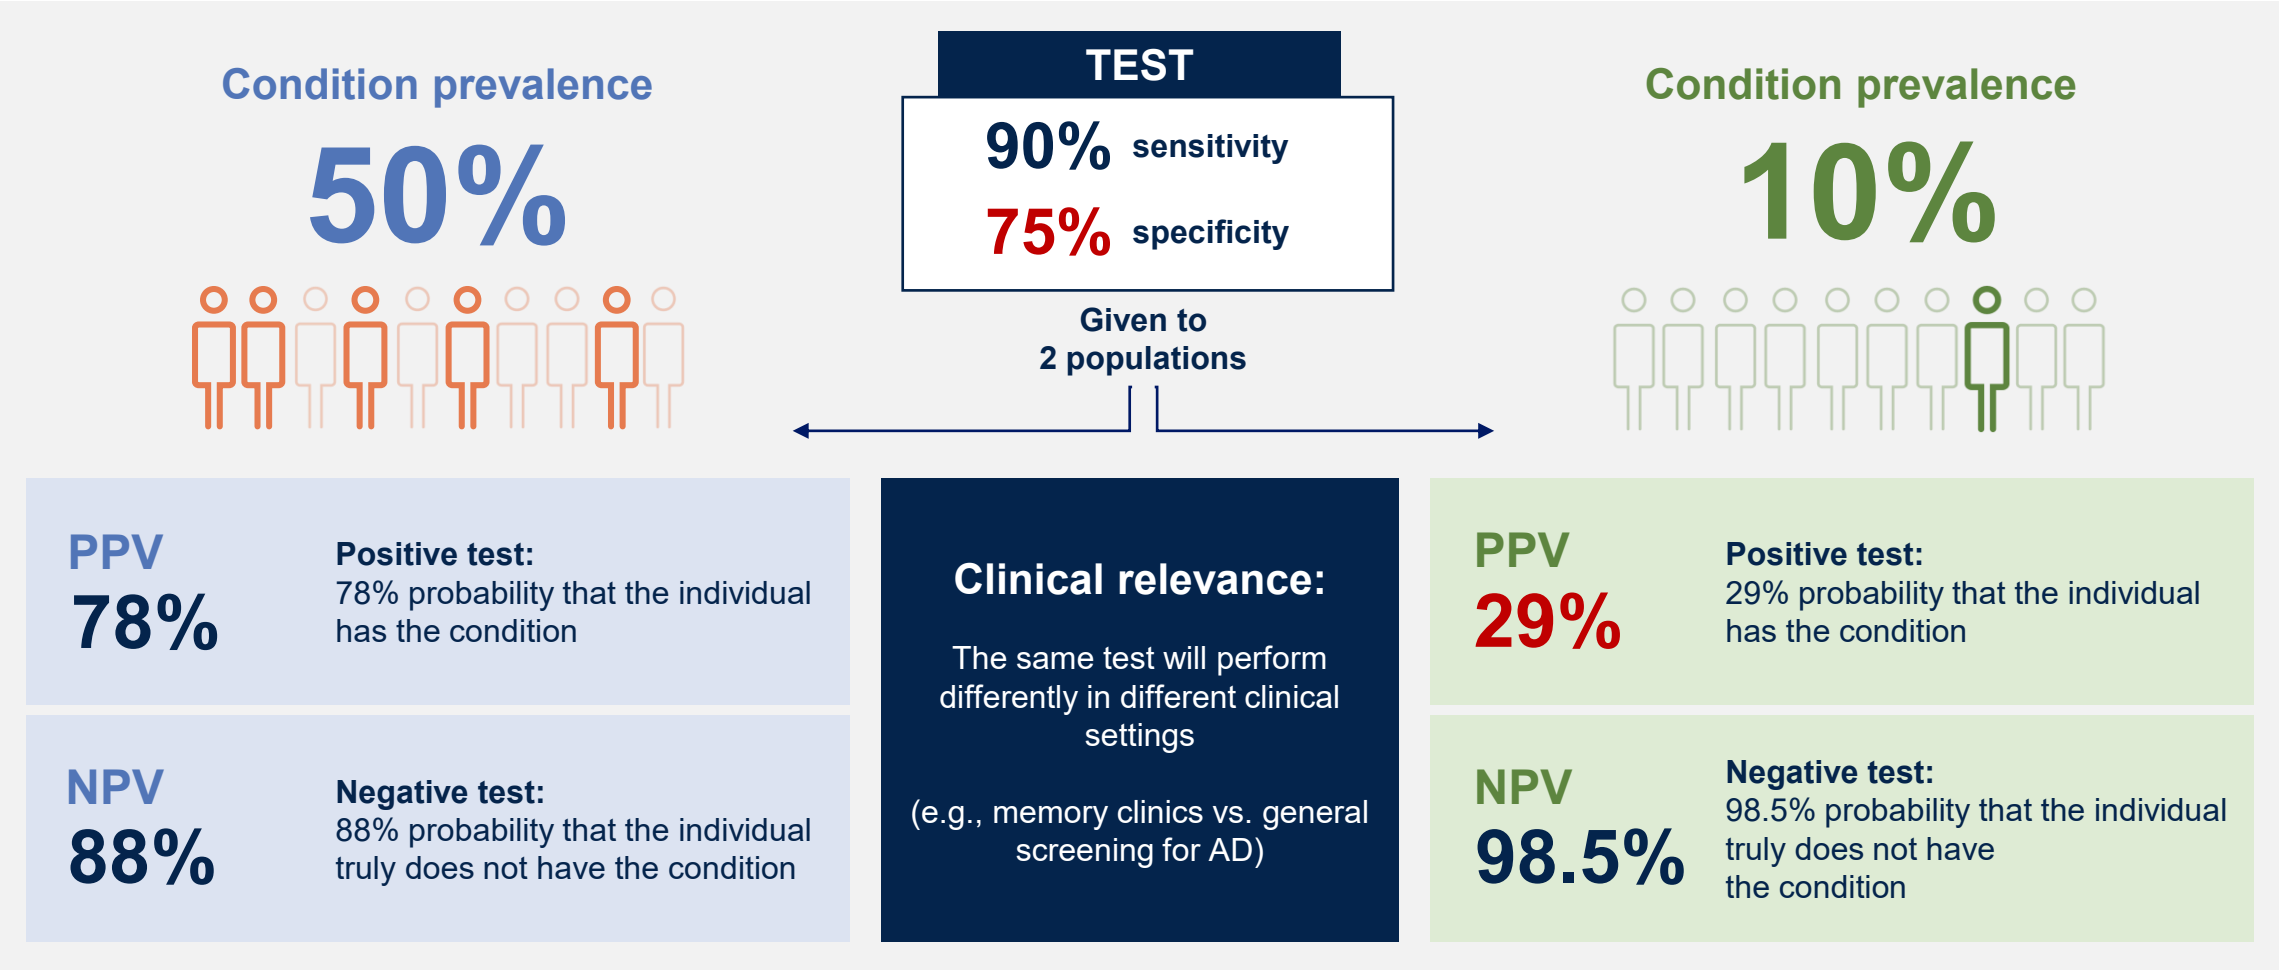 Condition prevalence
50%
TEST
90% sensitivity
75% specificity
Given to
2 populations
Condition prevalence
10%
PPV
78%
Positive test:
78% probability that the individual
has the condition
NPV
88%
Negative test:
88% probability that the individual
truly does not have the condition
Clinical relevance:
The same test will perform
differently in different clinical
settings
(e.g., memory clinics vs. general
screening for AD)
PPV
29%
Positive test:
29% probability that the individual
has the condition
NPV
98.5%
Negative test:
98.5% probability that the individual
truly does not have
the condition